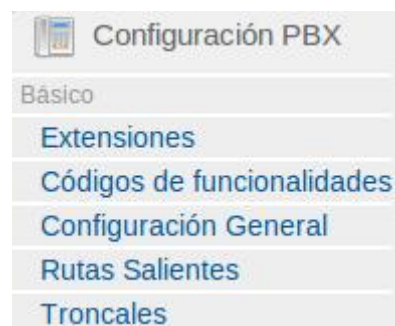 Configuración PBX
Básico
Extensiones
Códigos de funcionalidades
Configuración General
Rutas Salientes
Troncales